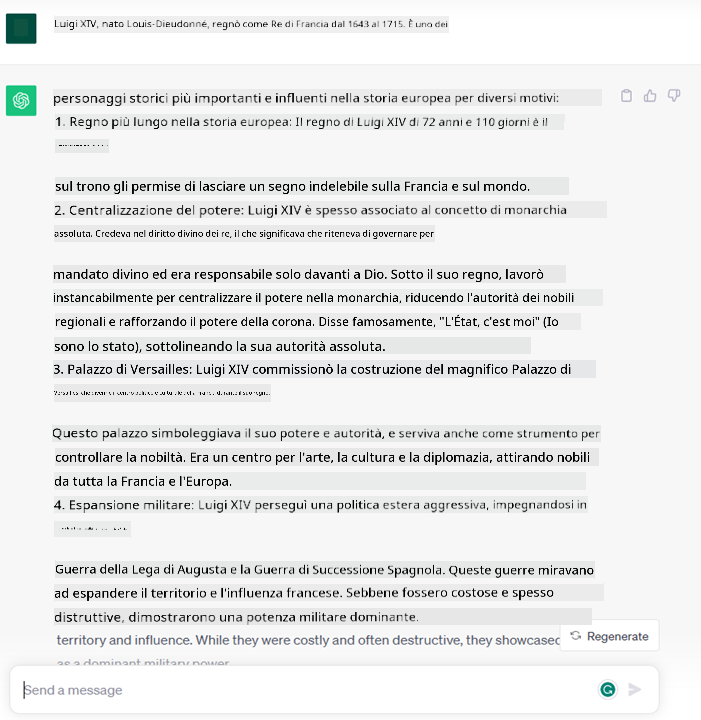 Luigi XIV, nato Louis-Dieudonné, regnò come Re di Francia dal 1643 al 1715. È uno dei
personaggi storici più importanti e influenti nella storia europea per diversi motivi:
1. Regno più lungo nella storia europea: Il regno di Luigi XIV di 72 anni e 110 giorni è il
sul trono gli permise di lasciare un segno indelebile sulla Francia e sul mondo.
2. Centralizzazione del potere: Luigi XIV è spesso associato al concetto di monarchia
assoluta. Credeva nel diritto divino dei re, il che significava che riteneva di governare per
mandato divino ed era responsabile solo davanti a Dio. Sotto il suo regno, lavorò
instancabilmente per centralizzare il potere nella monarchia, riducendo l'autorità dei nobili
regionali e rafforzando il potere della corona. Disse famosamente, "L'État, c'est moi" (Io
sono lo stato), sottolineando la sua autorità assoluta.
3. Palazzo di Versailles: Luigi XIV commissionò la costruzione del magnifico Palazzo di
Questo palazzo simboleggiava il suo potere e autorità, e serviva anche come strumento per
controllare la nobiltà. Era un centro per l'arte, la cultura e la diplomazia, attirando nobili
da tutta la Francia e l'Europa.
4. Espansione militare: Luigi XIV perseguì una politica estera aggressiva, impegnandosi in
Guerra della Lega di Augusta e la Guerra di Successione Spagnola. Queste guerre miravano
ad espandere il territorio e l'influenza francese. Sebbene fossero costose e spesso
distruttive, dimostrarono una potenza militare dominante.
territory and influence. While they were costly and often destructive, they showcased
Regenerate
as a dominant military power
Send a message